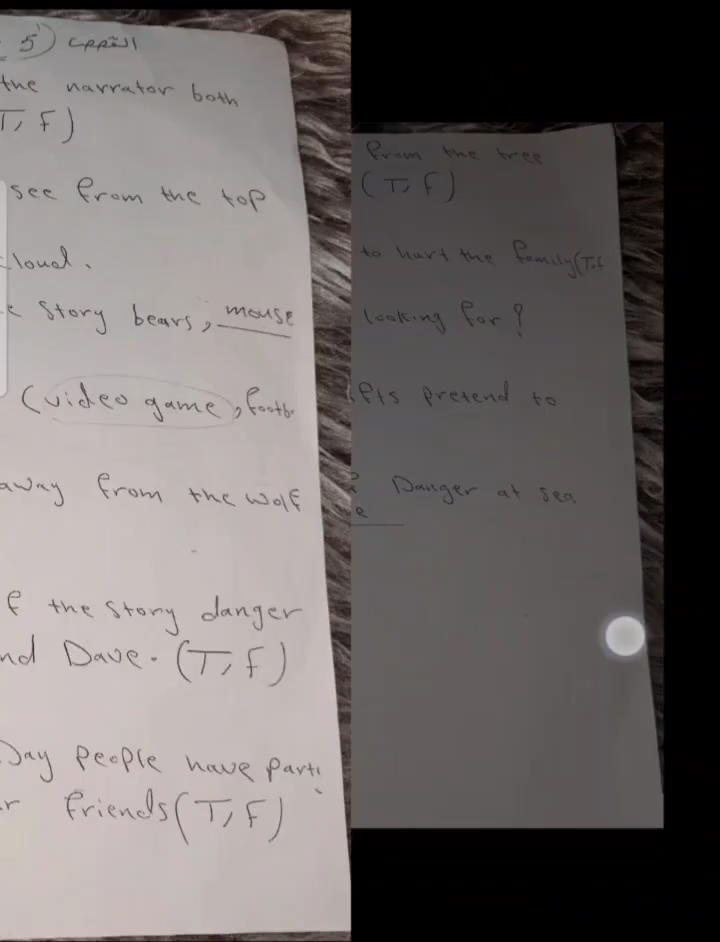 5) التجريب
the narrator both
T, F)
see from the top
loud.
story bears, mouse
(video game, footb
away from the wolf
f the story danger
nd Dave. (T, F)
Day people have parti
r friends (T, F)
from the tree
(T, F)
to hurt the family (T, F
looking for?
fts pretend to
Danger at sea
e